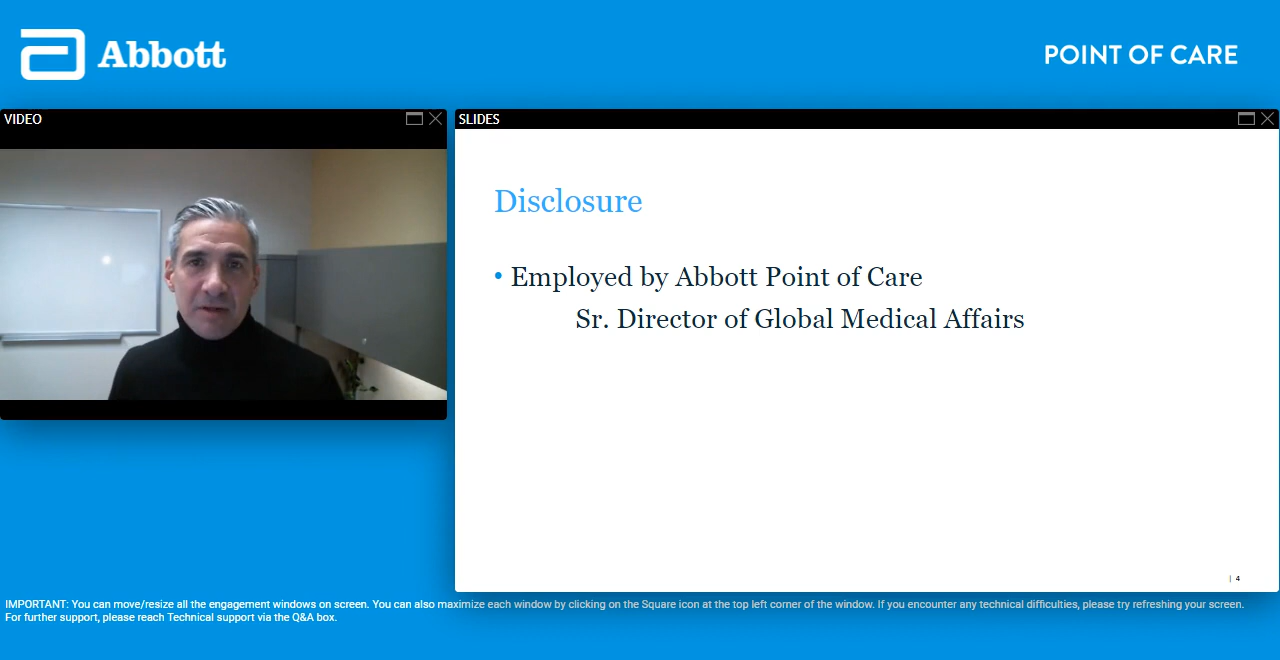 Abbott
POINT OF CARE
VIDEO
SLIDES
Disclosure
• Employed by Abbott Point of Care
Sr. Director of Global Medical Affairs
| 4
IMPORTANT: You can move/resize all the engagement windows on screen. You can also maximize each window by clicking on the Square icon at the top left corner of the window. If you encounter any technical difficulties, please try refreshing your screen.
For further support, please reach Technical support via the Q&A box.